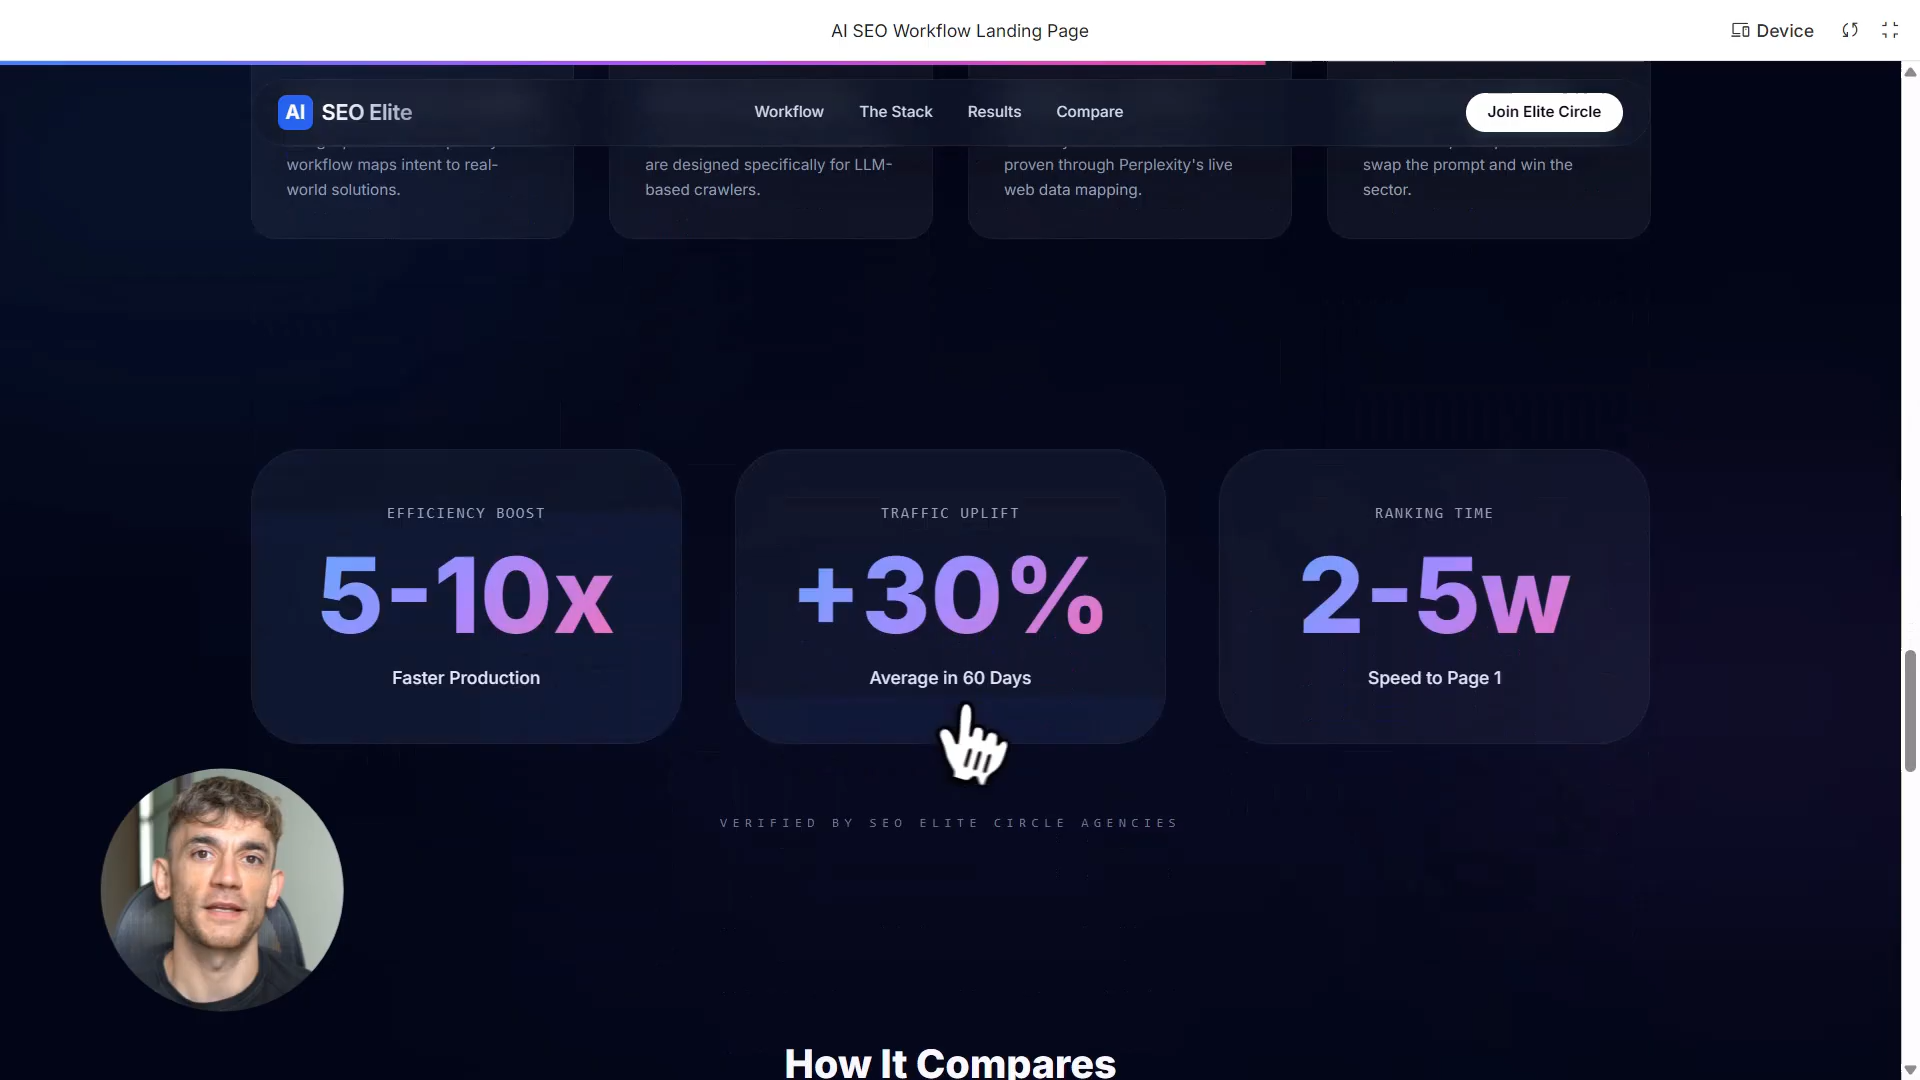 AI SEO Workflow Landing Page
Device
AI SEO Elite
Workflow
The Stack
Results
Compare
Join Elite Circle
workflow maps intent to real-
world solutions.
are designed specifically for LLM-
based crawlers.
proven through Perplexity's live
web data mapping.
swap the prompt and win the
sector.
EFFICIENCY BOOST
5-10x
Faster Production
TRAFFIC UPLIFT
+30%
Average in 60 Days
RANKING TIME
2-5w
Speed to Page 1
VERIFIED BY SEO ELITE CIRCLE AGENCIES
How It Compares